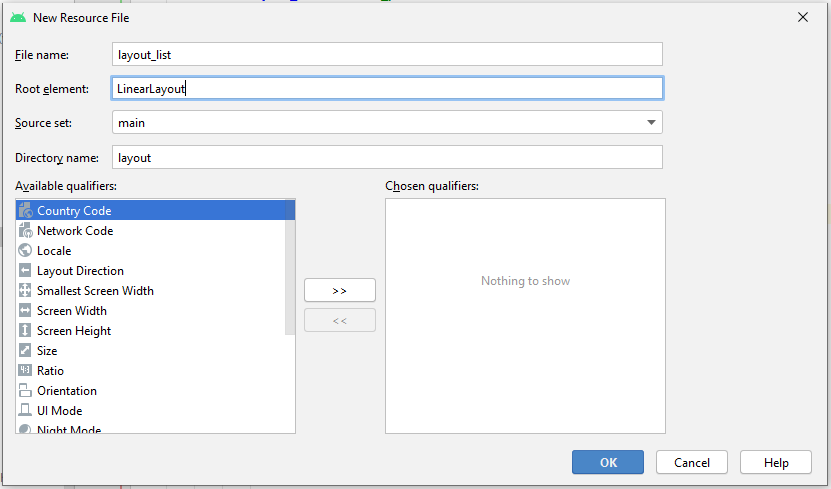 New Resource File
File name: layout_list
Root element: LinearLayout
Source set: main
Directory name: layout
Available qualifiers:
Chosen qualifiers:
Country Code
Network Code
Locale
Layout Direction
Smallest Screen Width
Screen Width
Screen Height
Size
Ratio
Orientation
UI Mode
Night Mode
Nothing to show
>>
<<
OK
Cancel
Help